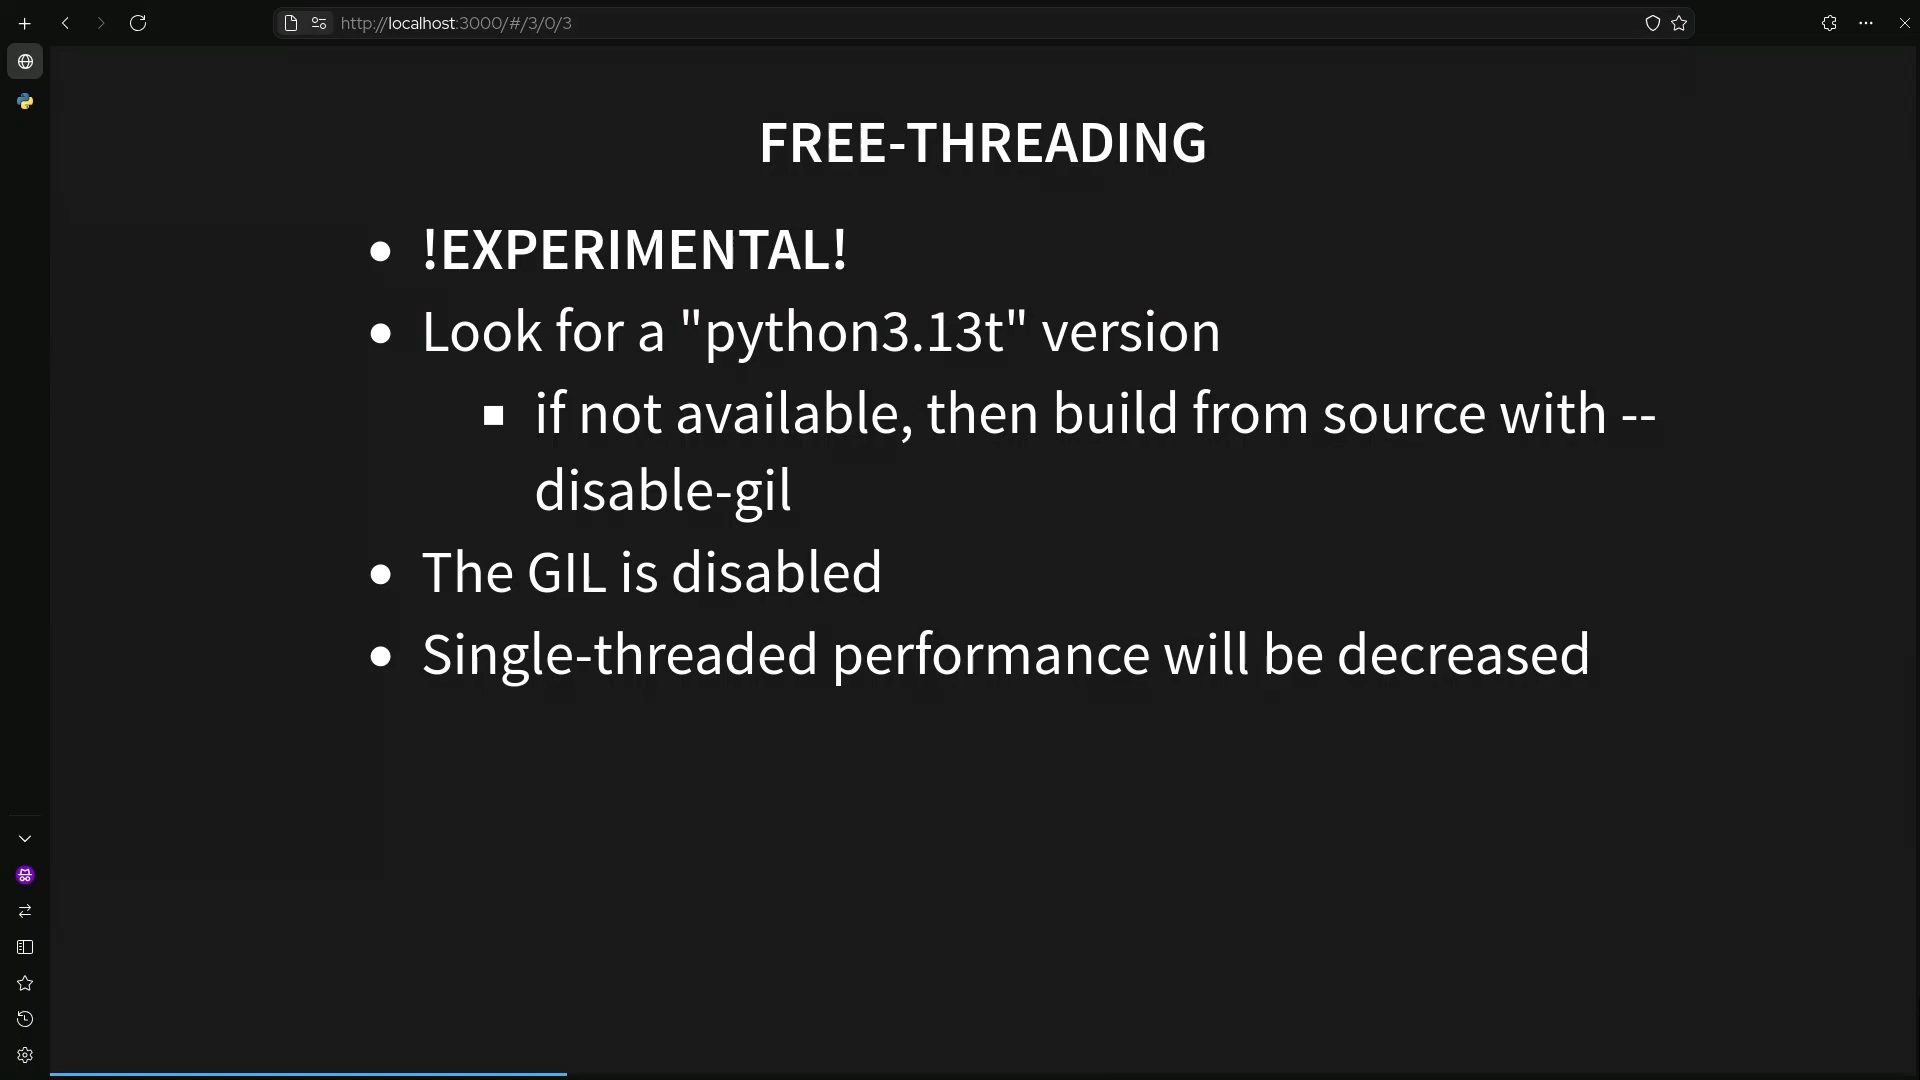 http://localhost:3000/#/3/0/3
FREE-THREADING
!EXPERIMENTAL!
Look for a "python3.13t" version
if not available, then build from source with --
disable-gil
The GIL is disabled
Single-threaded performance will be decreased